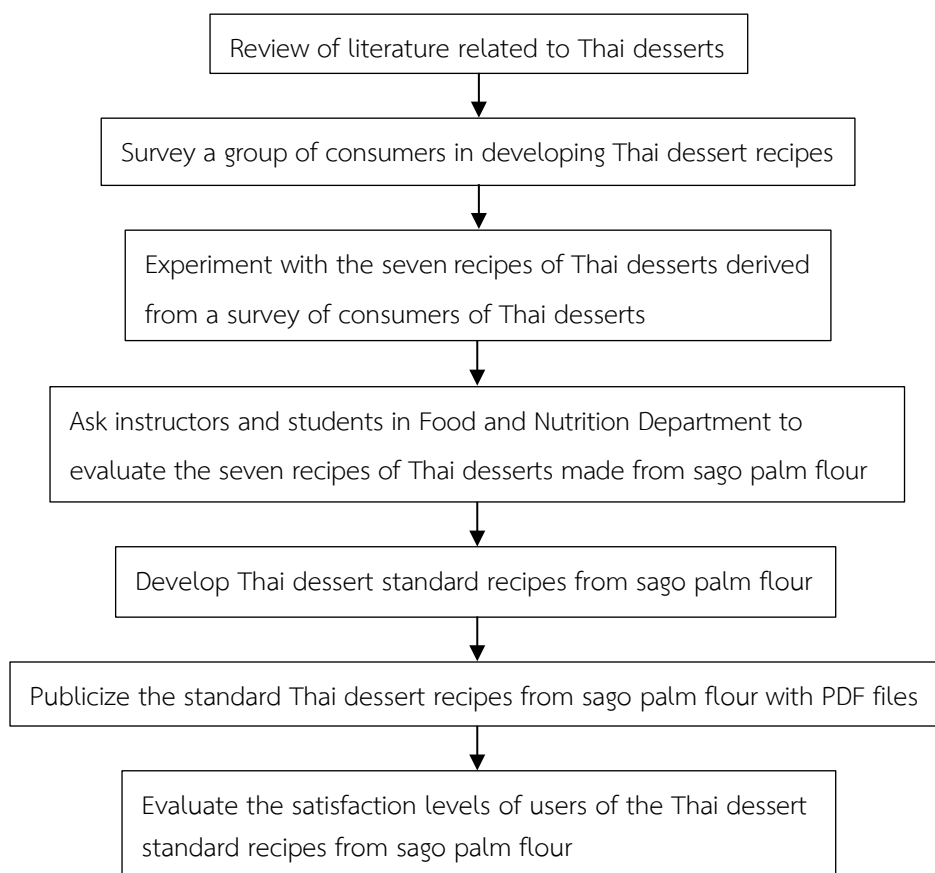 Review of literature related to Thai desserts
Survey a group of consumers in developing Thai dessert recipes
Experiment with the seven recipes of Thai desserts derived
from a survey of consumers of Thai desserts
Ask instructors and students in Food and Nutrition Department to
evaluate the seven recipes of Thai desserts made from sago palm flour
Develop Thai dessert standard recipes from sago palm flour
Publicize the standard Thai dessert recipes from sago palm flour with PDF files
Evaluate the satisfaction levels of users of the Thai dessert
standard recipes from sago palm flour